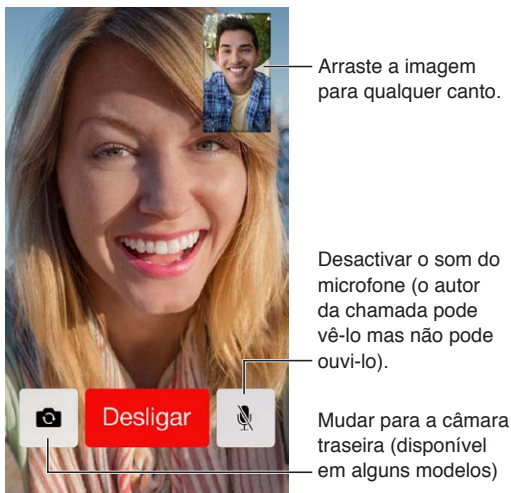 Arraste a imagem
para qualquer canto.
Desactivar o som do
microfone (o autor
da chamada pode
vê-lo mas não pode
ouvi-lo).
Desligar
Mudar para a câmara
traseira (disponível
em alguns modelos)